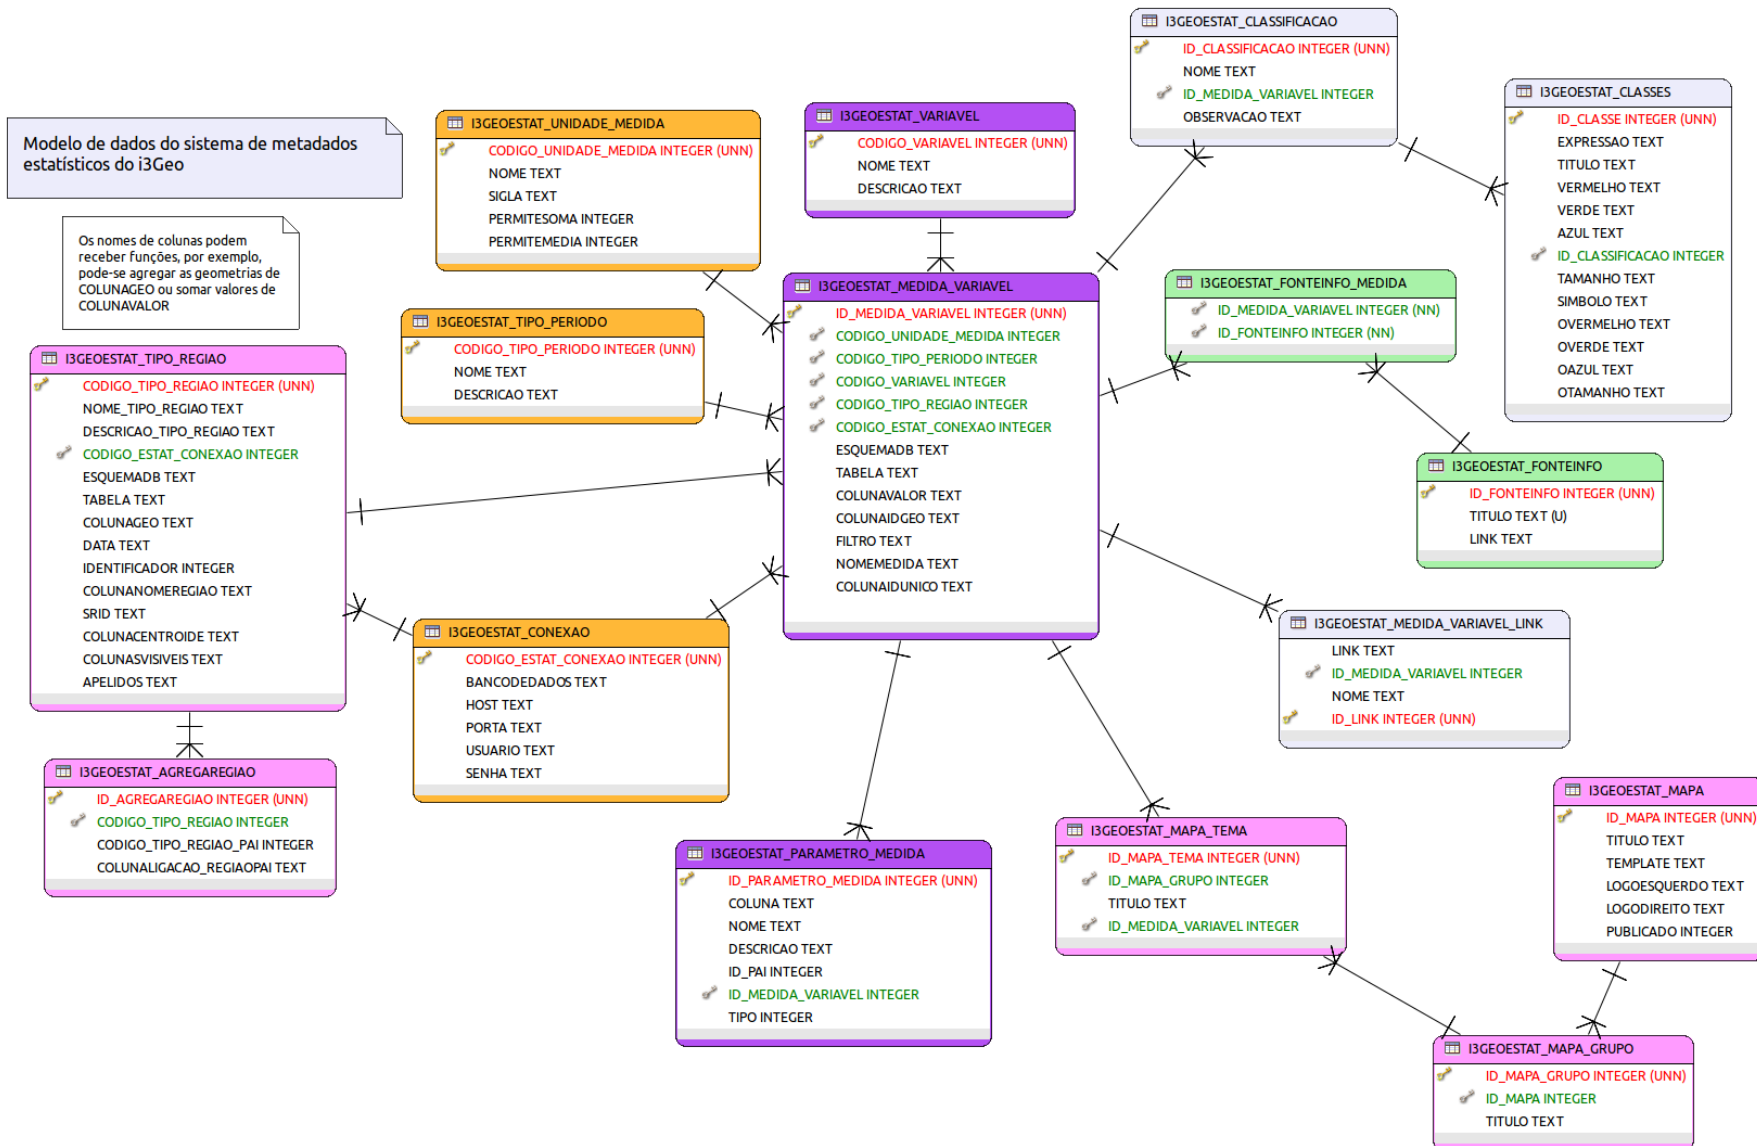 Modelo de dados do sistema de metadados
estatísticos do i3Geo
Os nomes de colunas podem
receber funções, por exemplo,
pode-se agregar as geometrias de
COLUNAGEO ou somar valores de
COLUNAVALOR
I3GEOESTAT_UNIDADE_MEDIDA
CODIGO_UNIDADE_MEDIDA INTEGER (UNN)
NOME TEXT
SIGLA TEXT
PERMITESOMA INTEGER
PERMITEMEDIA INTEGER
I3GEOESTAT_VARIAVEL
CODIGO_VARIAVEL INTEGER (UNN)
NOME TEXT
DESCRICAO TEXT
I3GEOESTAT_CLASSIFICACAO
ID_CLASSIFICACAO INTEGER (UNN)
NOME TEXT
ID_MEDIDA_VARIAVEL INTEGER
OBSERVACAO TEXT
I3GEOESTAT_CLASSES
ID_CLASSE INTEGER (UNN)
EXPRESSAO TEXT
TITULO TEXT
VERMELHO TEXT
VERDE TEXT
AZUL TEXT
ID_CLASSIFICACAO INTEGER
TAMANHO TEXT
SIMBOLO TEXT
OVERMELHO TEXT
OVERDE TEXT
OAZUL TEXT
OTAMANHO TEXT
I3GEOESTAT_TIPO_PERIODO
CODIGO_TIPO_PERIODO INTEGER (UNN)
NOME TEXT
DESCRICAO TEXT
I3GEOESTAT_MEDIDA_VARIAVEL
ID_MEDIDA_VARIAVEL INTEGER (UNN)
CODIGO_UNIDADE_MEDIDA INTEGER
CODIGO_TIPO_PERIODO INTEGER
CODIGO_VARIAVEL INTEGER
CODIGO_TIPO_REGIAO INTEGER
CODIGO_ESTAT_CONEXAO INTEGER
ESQUEMADB TEXT
TABELA TEXT
COLUNAVALOR TEXT
COLUNAIDGEO TEXT
FILTRO TEXT
NOMEMEDIDA TEXT
COLUNAIDUNICO TEXT
I3GEOESTAT_FONTEINFO_MEDIDA
ID_MEDIDA_VARIAVEL INTEGER (NN)
ID_FONTEINFO INTEGER (NN)
I3GEOESTAT_FONTEINFO
ID_FONTEINFO INTEGER (UNN)
TITULO TEXT (U)
LINK TEXT
I3GEOESTAT_TIPO_REGIAO
CODIGO_TIPO_REGIAO INTEGER (UNN)
NOME_TIPO_REGIAO TEXT
DESCRICAO_TIPO_REGIAO TEXT
CODIGO_ESTAT_CONEXAO INTEGER
ESQUEMADB TEXT
TABELA TEXT
COLUNAGEO TEXT
DATA TEXT
IDENTIFICADOR INTEGER
COLUNANOMEREGIAO TEXT
SRID TEXT
COLUNACENTROIDE TEXT
COLUNASVISIVEIS TEXT
APELIDOS TEXT
I3GEOESTAT_CONEXAO
CODIGO_ESTAT_CONEXAO INTEGER (UNN)
BANCODEDADOS TEXT
HOST TEXT
PORTA TEXT
USUARIO TEXT
SENHA TEXT
I3GEOESTAT_MEDIDA_VARIAVEL_LINK
LINK TEXT
ID_MEDIDA_VARIAVEL INTEGER
NOME TEXT
ID_LINK INTEGER (UNN)
I3GEOESTAT_AGREGAREGIAO
ID_AGREGAREGIAO INTEGER (UNN)
CODIGO_TIPO_REGIAO INTEGER
CODIGO_TIPO_REGIAO_PAI INTEGER
COLUNALIGACAO_REGIAOPAI TEXT
I3GEOESTAT_PARAMETRO_MEDIDA
ID_PARAMETRO_MEDIDA INTEGER (UNN)
COLUNA TEXT
NOME TEXT
DESCRICAO TEXT
ID_PAI INTEGER
ID_MEDIDA_VARIAVEL INTEGER
TIPO INTEGER
I3GEOESTAT_MAPA_TEMA
ID_MAPA_TEMA INTEGER (UNN)
ID_MAPA_GRUPO INTEGER
TITULO TEXT
ID_MEDIDA_VARIAVEL INTEGER
I3GEOESTAT_MAPA
ID_MAPA INTEGER (UNN)
TITULO TEXT
TEMPLATE TEXT
LOGOESQUERDO TEXT
LOGODIREITO TEXT
PUBLICADO INTEGER
I3GEOESTAT_MAPA_GRUPO
ID_MAPA_GRUPO INTEGER (UNN)
ID_MAPA INTEGER
TITULO TEXT